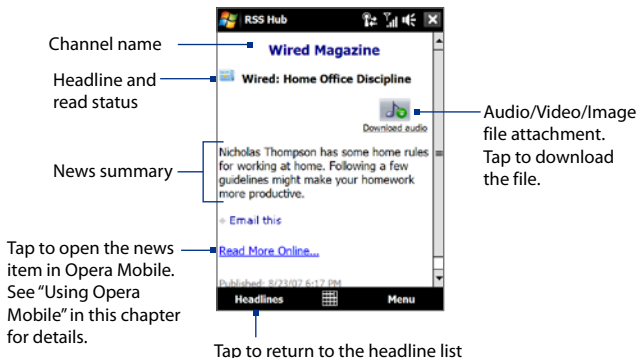 RSS Hub
Channel name
Wired Magazine
Headline and
read status
Wired: Home Office Discipline
Download audio
Audio/Video/Image
file attachment.
Tap to download
the file.
News summary
Nicholas Thompson has some home rules
for working at home. Following a few
guidelines might make your homework
more productive.
Email this
Tap to open the news
item in Opera Mobile.
See “Using Opera
Mobile” in this chapter
for details.
Read More Online...
Published: 8/23/07 6:17 PM
Headlines
Menu
Tap to return to the headline list